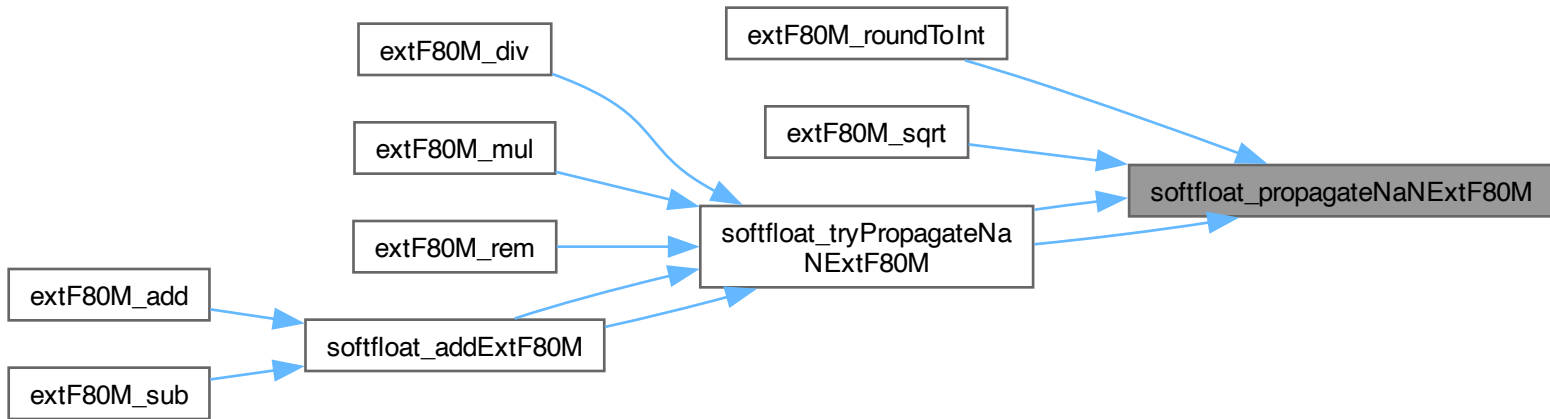 extF80M_div
extF80M_roundToInt
extF80M_mul
extF80M_sqrt
softfloat_propagateNaNExtF80M
extF80M_rem
softfloat_tryPropagateNa
NExtF80M
extF80M_add
softfloat_addExtF80M
extF80M_sub